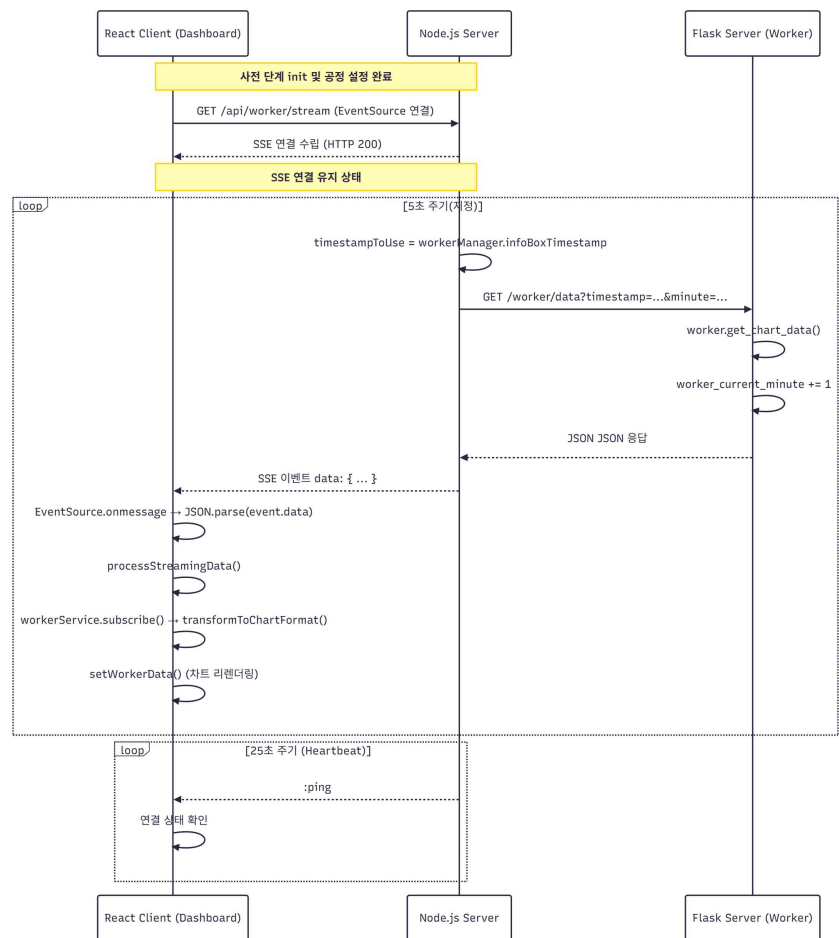 React Client (Dashboard)
Node.js Server
Flask Server (Worker)
사전 단계 init 및 공정 설정 완료
GET /api/worker/stream (EventSource 연결)
SSE 연결 수립 (HTTP 200)
SSE 연결 유지 상태
loop
[5초 주기(지정)]
timestampToUse = workerManager.infoBoxTimestamp
GET /worker/data?timestamp=...&minute=...
worker.get_chart_data()
worker_current_minute += 1
JSON JSON 응답
SSE 이벤트 data: { ... }
EventSource.onmessage → JSON.parse(event.data)
processStreamingData()
workerService.subscribe() → transformToChartFormat()
setWorkerData() (차트 리렌더링)
loop
[25초 주기 (Heartbeat)]
:ping
연결 상태 확인
React Client (Dashboard)
Node.js Server
Flask Server (Worker)